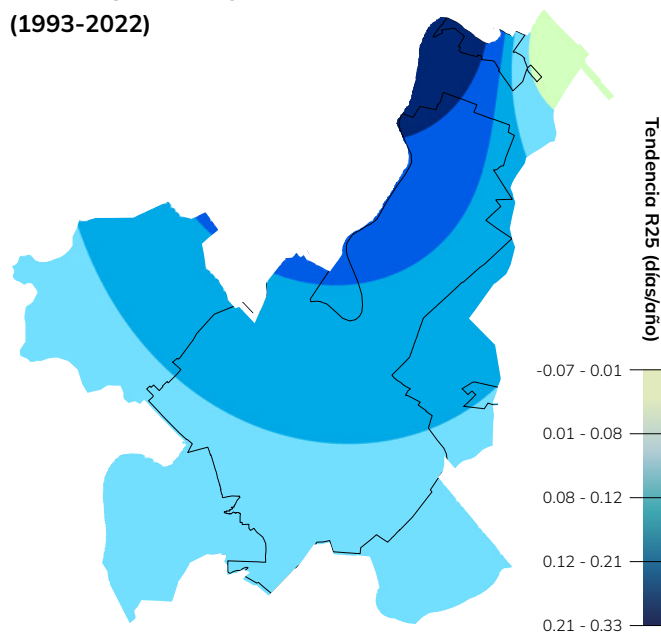 (1993-2022)
Tendencia R25 (días/año)
-0.07 - 0.01
0.01 - 0.08
0.08 - 0.12
0.12 - 0.21
0.21 - 0.33